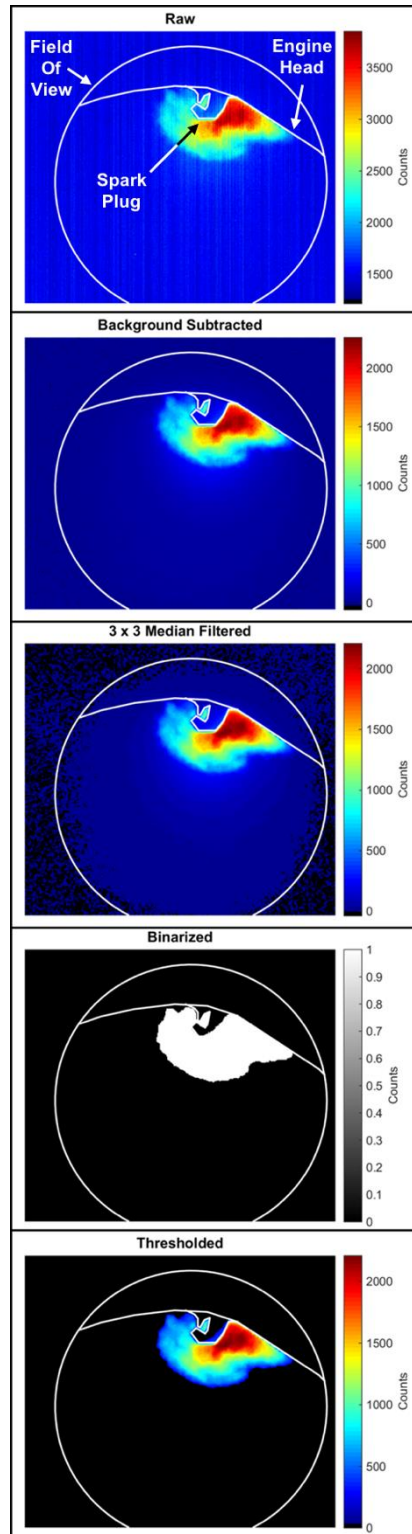 Raw
Field
Of
View
Engine
Head
Spark
Plug
3500
3000
2500
2000
1500
Counts
Background Subtracted
2000
1500
1000
500
0
Counts
3 x 3 Median Filtered
2000
1500
1000
500
0
Counts
Binarized
1
0.9
0.8
0.7
0.6
0.5
0.4
0.3
0.2
0.1
0
Counts
Thresholded
2000
1500
1000
500
0
Counts